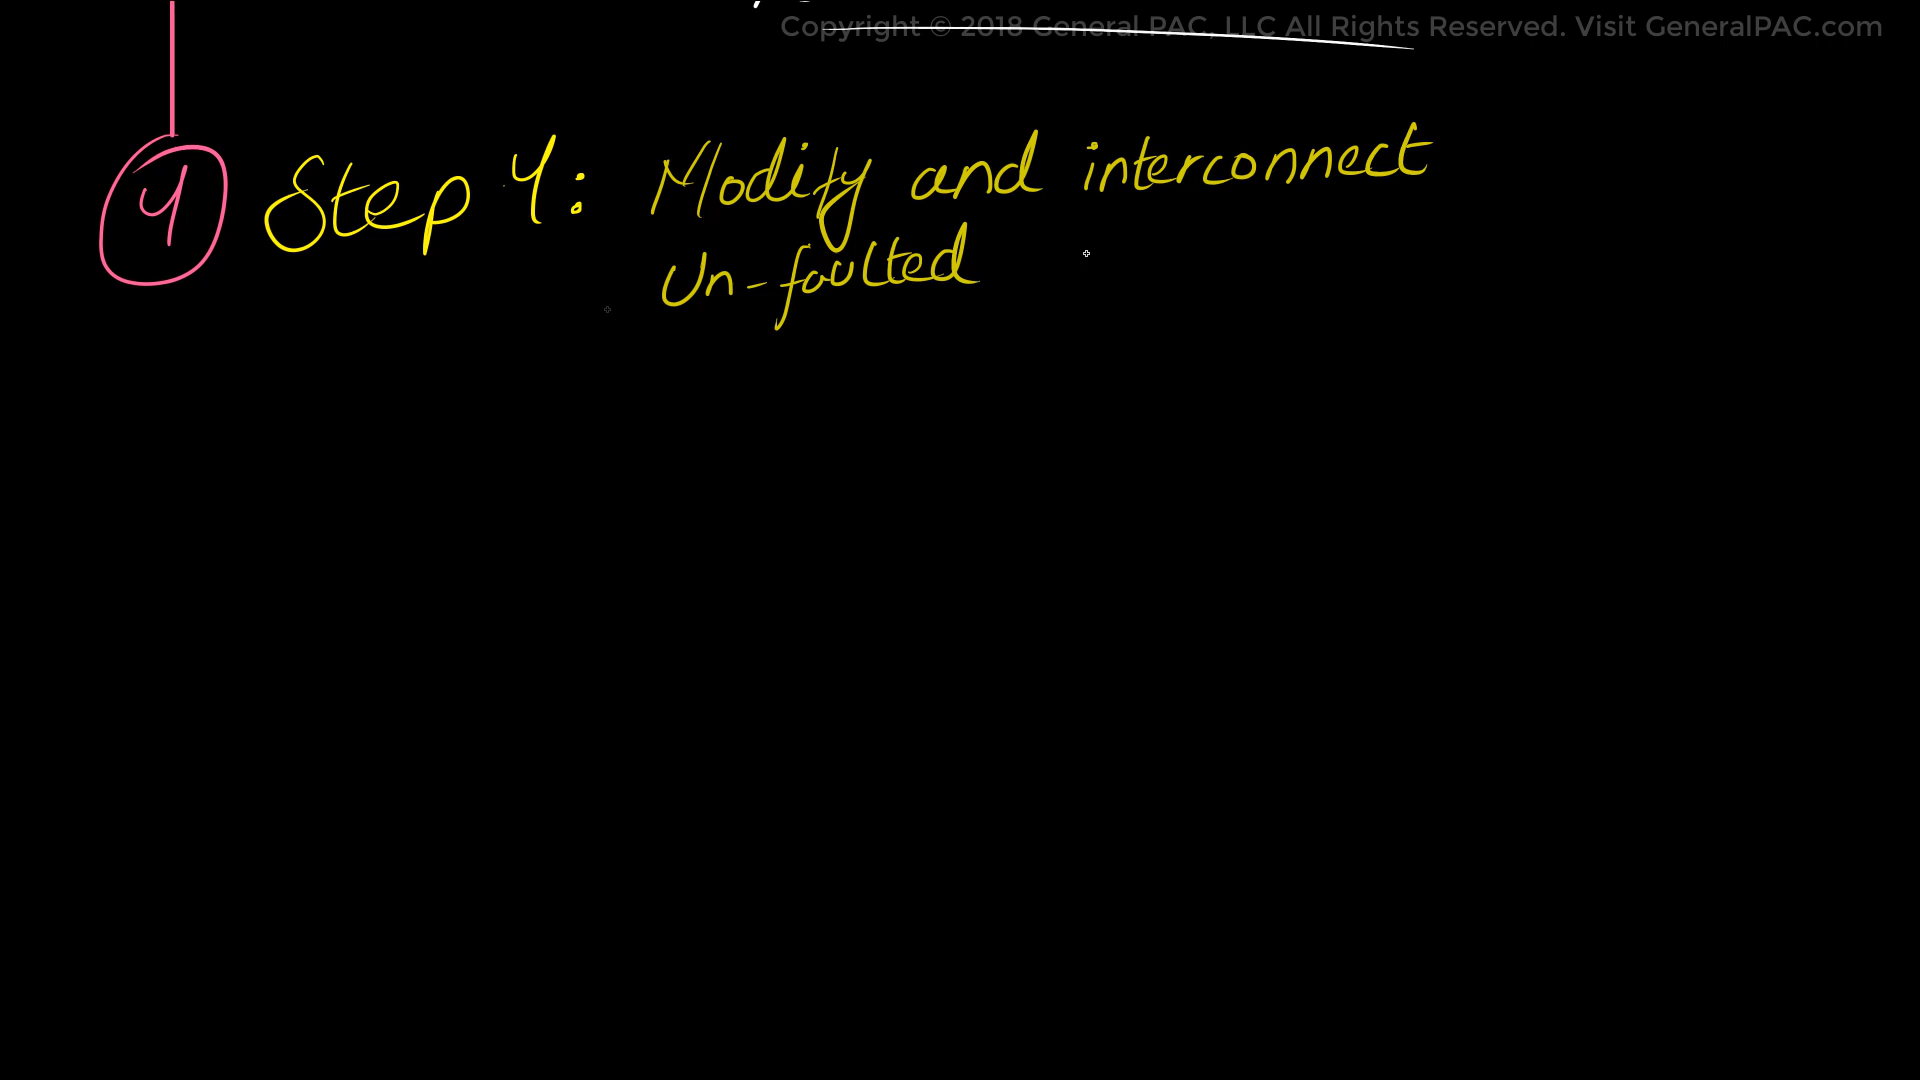 Copyright © 2018 General PAC, LLC All Rights Reserved. Visit GeneralPAC.com
4 Step 4: Modify and interconnect
Un-faulted